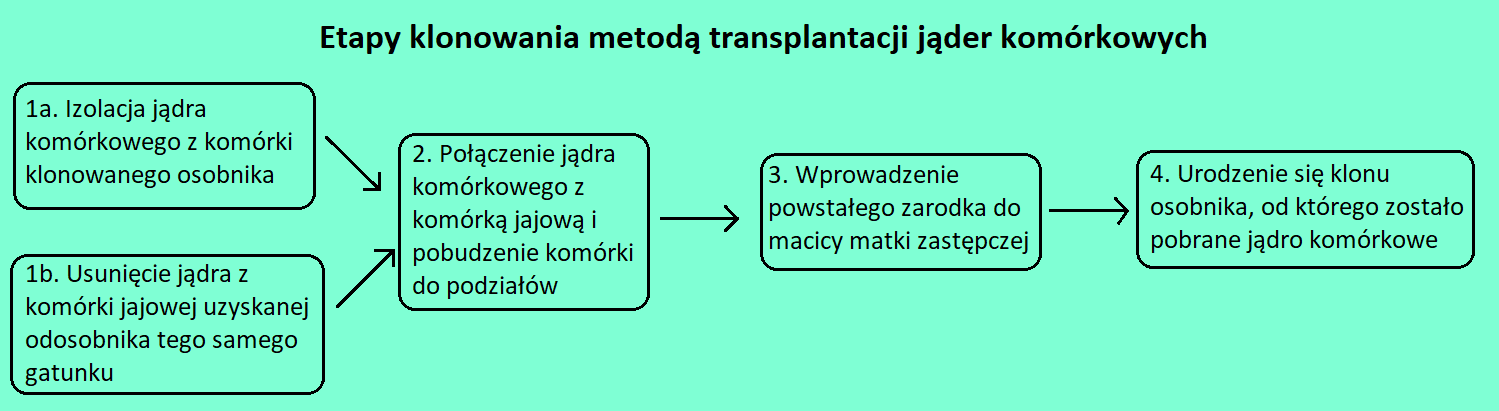 Etapy klonowania metodą transplantacji jąder komórkowych
1a. Izolacja jądra
komórkowego z komórki
klonowanego osobnika
1b. Usunięcie jądra z
komórki jajowej uzyskanej
odosobnika tego samego
gatunku
2. Połączenie jądra
komórkowego z
komórką jajową i
pobudzenie komórki
do podziałów
3. Wprowadzenie
powstałego zarodka do
macicy matki zastępczej
4. Urodzenie się klonu
osobnika, od którego zostało
pobrane jądro komórkowe